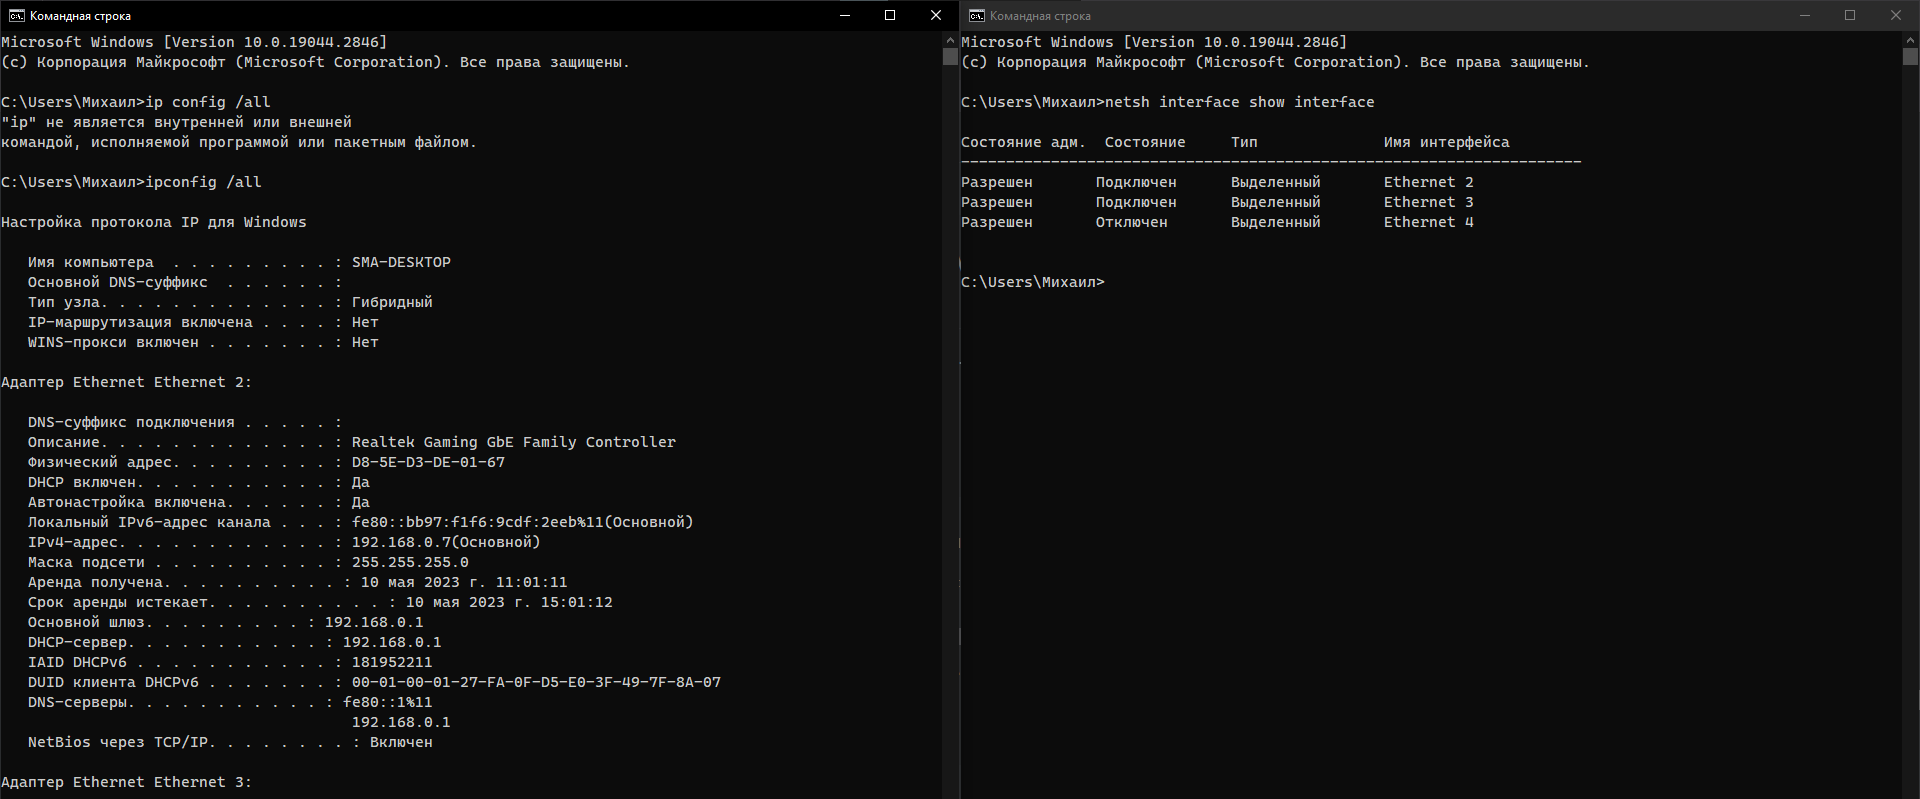 Командная строка
Microsoft Windows [Version 10.0.19044.2846]
(c) Корпорация Майкрософт (Microsoft Corporation). Все права защищены.
C:\Users\Михаил>ip config /all
"ip" не является внутренней или внешней
командой, исполняемой программой или пакетным файлом.
C:\Users\Михаил>ipconfig /all
Настройка протокола IP для Windows
Имя компьютера  . . . . . . . . . : SMA-DESKTOP
Основной DNS-суффикс  . . . . . . :
Тип узла. . . . . . . . . . . . . : Гибридный
IP-маршрутизация включена . . . . : Нет
WINS-прокси включен . . . . . . . : Нет
Адаптер Ethernet Ethernet 2:
DNS-суффикс подключения . . . . . :
Описание. . . . . . . . . . . . . : Realtek Gaming GbE Family Controller
Физический адрес. . . . . . . . . : D8-5E-D3-DE-01-67
DHCP включен. . . . . . . . . . . : Да
Автонастройка включена. . . . . . : Да
Локальный IPv6-адрес канала . . . : fe80::bb97:f1f6:9cdf:2eeb%11(Основной)
IPv4-адрес. . . . . . . . . . . . : 192.168.0.7(Основной)
Маска подсети . . . . . . . . . . : 255.255.255.0
Аренда получена. . . . . . . . . . : 10 мая 2023 г. 11:01:11
Срок аренды истекает. . . . . . . . . . : 10 мая 2023 г. 15:01:12
Основной шлюз. . . . . . . . . : 192.168.0.1
DHCP-сервер. . . . . . . . . . . : 192.168.0.1
IAID DHCPv6 . . . . . . . . . . . : 181952211
DUID клиента DHCPv6 . . . . . . . : 00-01-00-01-27-FA-0F-D5-E0-3F-49-7F-8A-07
DNS-серверы. . . . . . . . . . . : fe80::1%11
192.168.0.1
NetBios через TCP/IP. . . . . . . . : Включен
Адаптер Ethernet Ethernet 3:
Командная строка
Microsoft Windows [Version 10.0.19044.2846]
(c) Корпорация Майкрософт (Microsoft Corporation). Все права защищены.
C:\Users\Михаил>netsh interface show interface
Состояние адм.  Состояние     Тип              Имя интерфейса
---------------------------------------------------------------------
Разрешен       Подключен      Выделенный       Ethernet 2
Разрешен       Подключен      Выделенный       Ethernet 3
Разрешен       Отключен       Выделенный       Ethernet 4
C:\Users\Михаил>